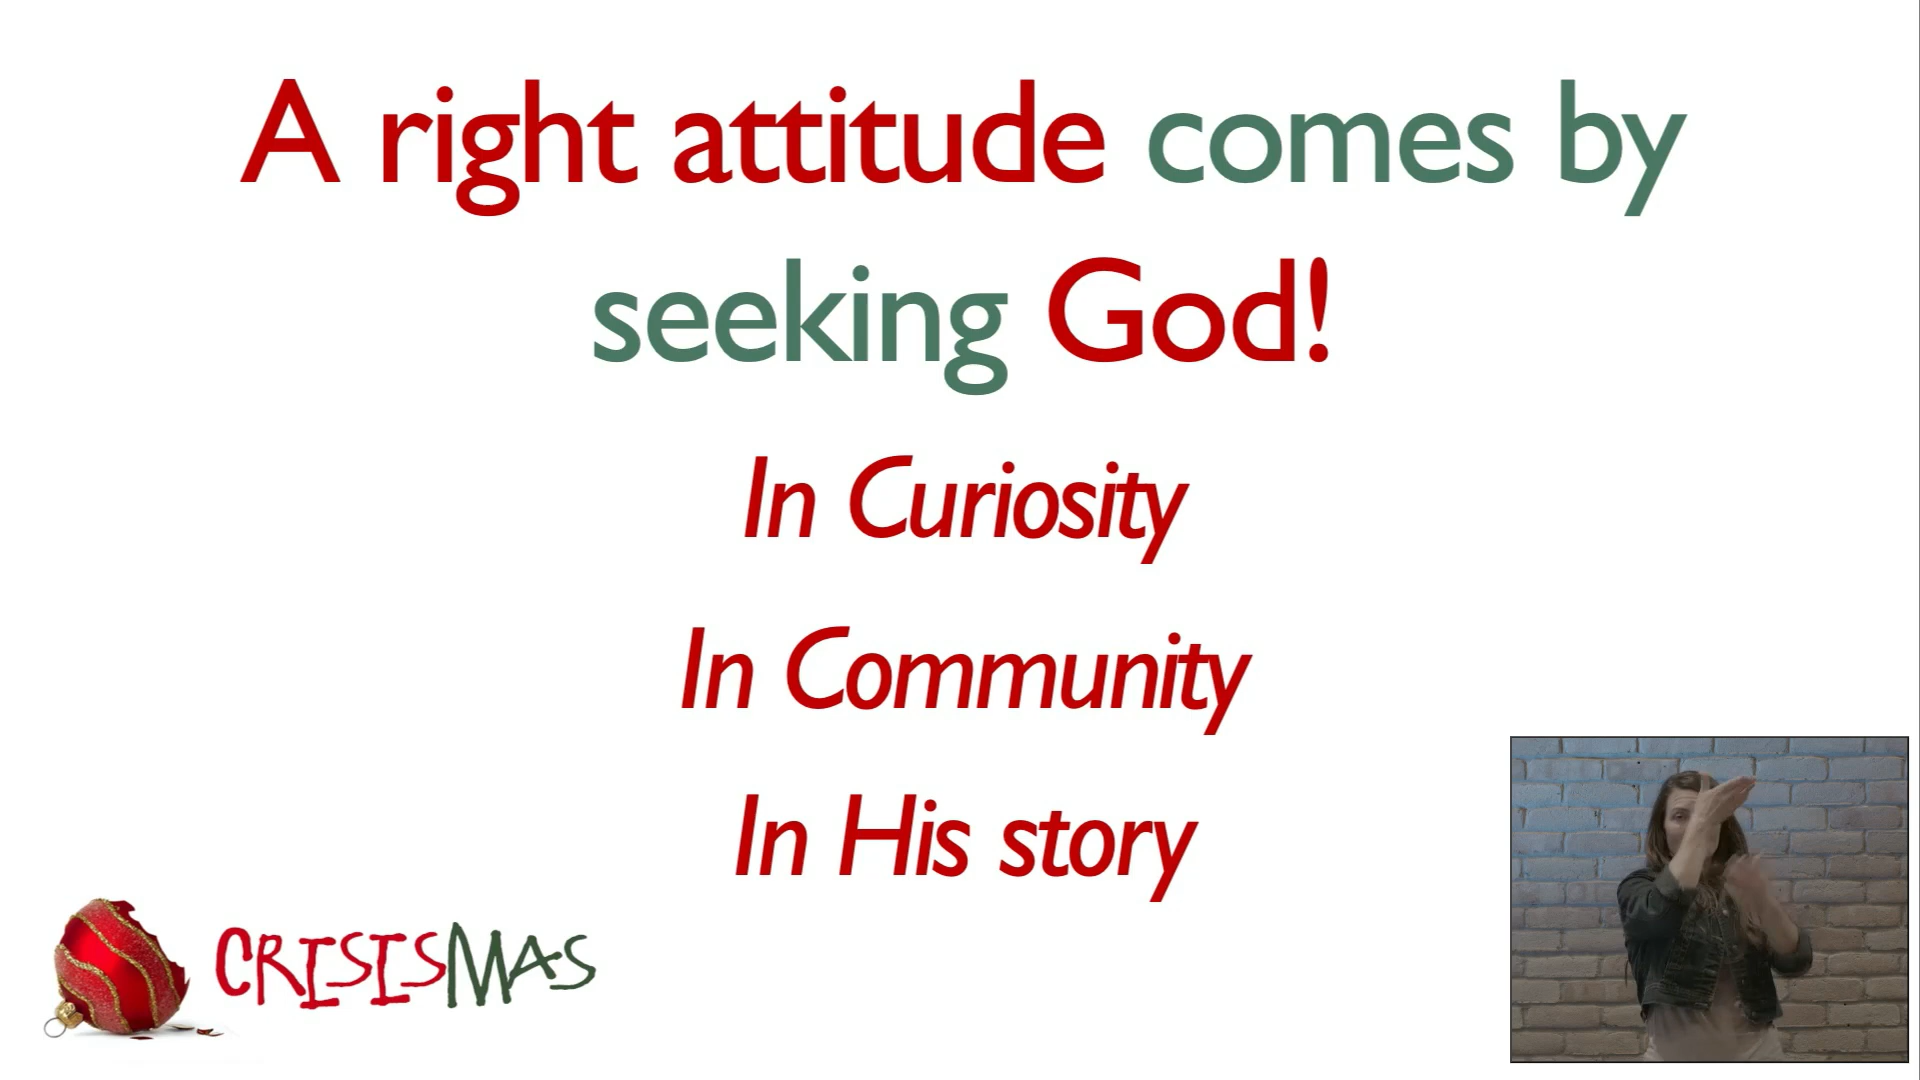 A right attitude comes by
seeking God!
In Curiosity
In Community
In His story
CRISISMAS